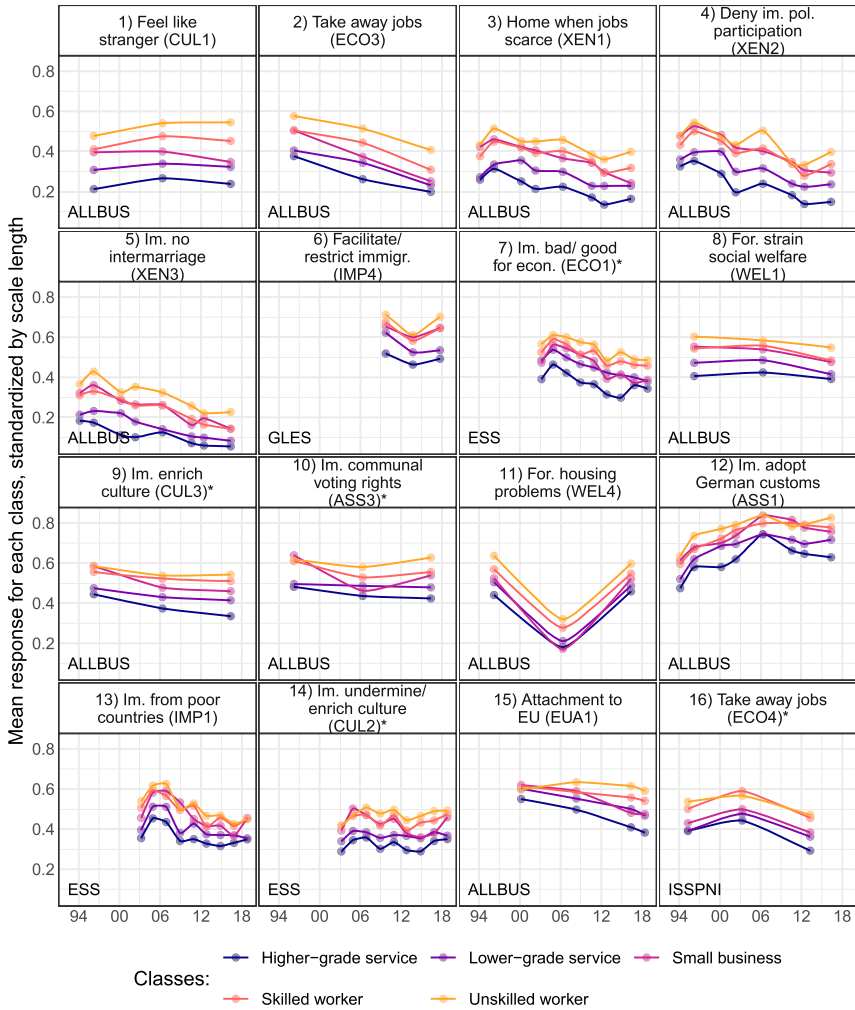 1) Feel like
stranger (CUL1)
2) Take away jobs
(ECO3)
3) Home when jobs
scarce (XEN1)
4) Deny im. pol.
participation
(XEN2)
0.8
0.6
0.4
0.2
ALLBUS
ALLBUS
ALLBUS
ALLBUS
5) Im. no
intermarriage
(XEN3)
6) Facilitate/
restrict immigr.
(IMP4)
7) Im. bad/ good
for econ. (ECO1)*
8) For. strain
social welfare
(WEL1)
0.8
0.6
0.4
0.2
ALLBUS
GLES
ESS
ALLBUS
9) Im. enrich
culture (CUL3)*
10) Im. communal
voting rights
(ASS3)*
11) For. housing
problems (WEL4)
12) Im. adopt
German customs
(ASS1)
0.8
0.6
0.4
0.2
ALLBUS
ALLBUS
ALLBUS
ALLBUS
13) Im. from poor
countries (IMP1)
14) Im. undermine/
enrich culture
(CUL2)*
15) Attachment to
EU (EUA1)
16) Take away jobs
(ECO4)*
0.8
0.6
0.4
0.2
ESS
ESS
ALLBUS
ISSPNI
94 00 06 12 18
94 00 06 12 18
94 00 06 12 18
94 00 06 12 18
Mean response for each class, standardized by scale length
Classes:
Higher−grade service
Lower−grade service
Small business
Skilled worker
Unskilled worker